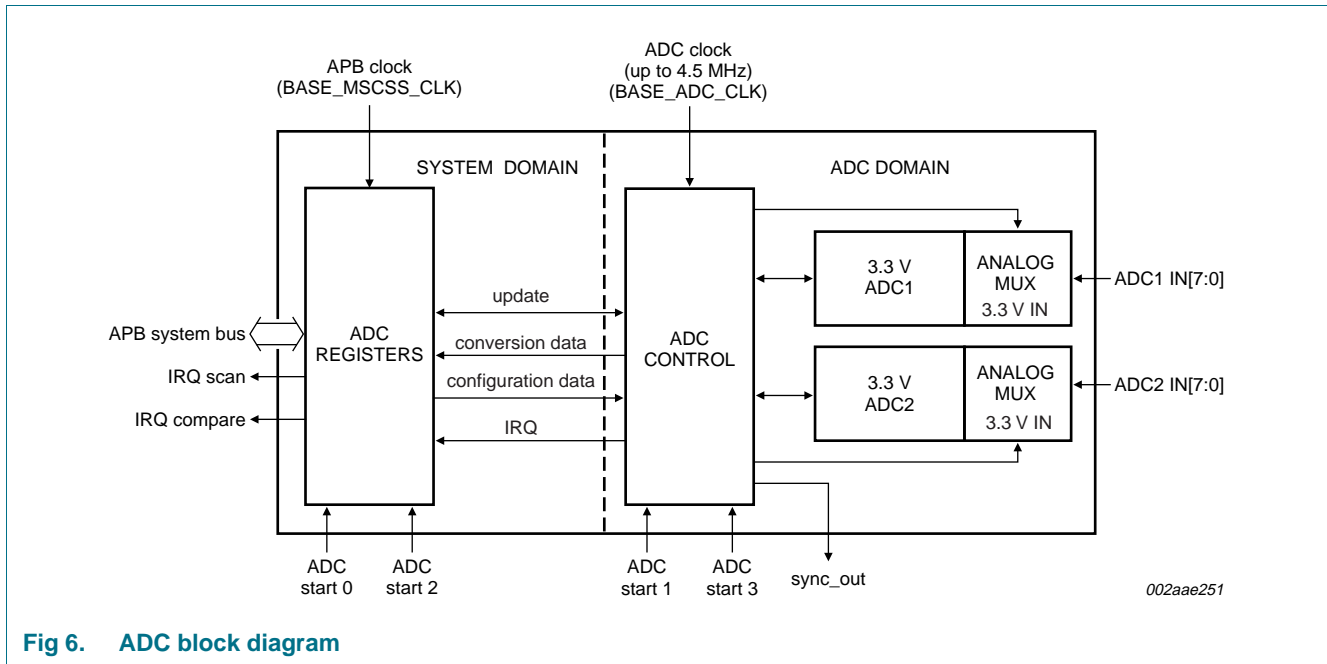 APB clock
(BASE_MSCSS_CLK)
ADC clock
(up to 4.5 MHz)
(BASE_ADC_CLK)
SYSTEM DOMAIN
ADC DOMAIN
APB system bus
IRQ scan
IRQ compare
ADC
REGISTERS
update
conversion data
configuration data
IRQ
ADC
CONTROL
3.3 V
ADC1
ANALOG
MUX
3.3 V IN
ADC1 IN[7:0]
3.3 V
ADC2
ANALOG
MUX
3.3 V IN
ADC2 IN[7:0]
ADC
start 0
ADC
start 2
ADC
start 1
ADC
start 3
sync_out
002aae251
Fig 6. ADC block diagram